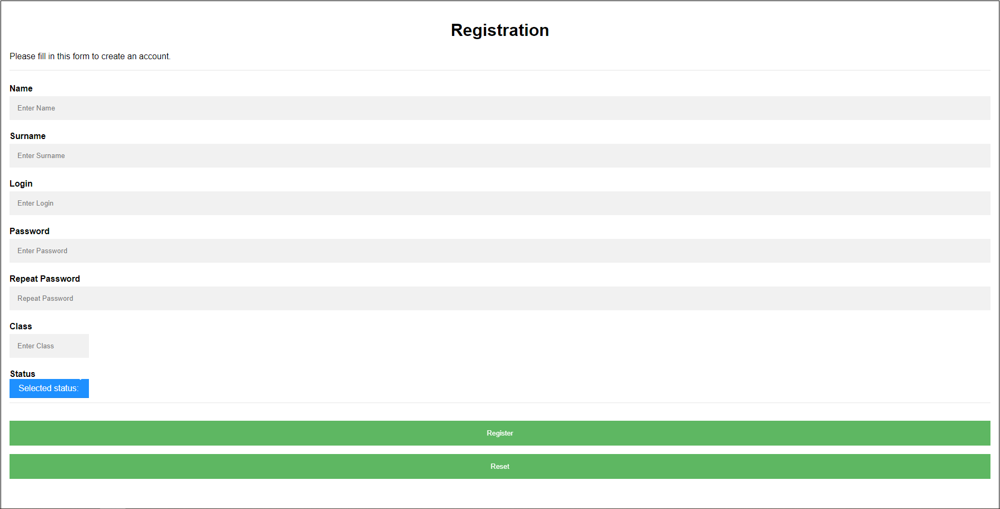 Registration
Please fill in this form to create an account.
Name
Enter Name
Surname
Enter Surname
Login
Enter Login
Password
Enter Password
Repeat Password
Repeat Password
Class
Enter Class
Status
Selected status:
Register
Reset